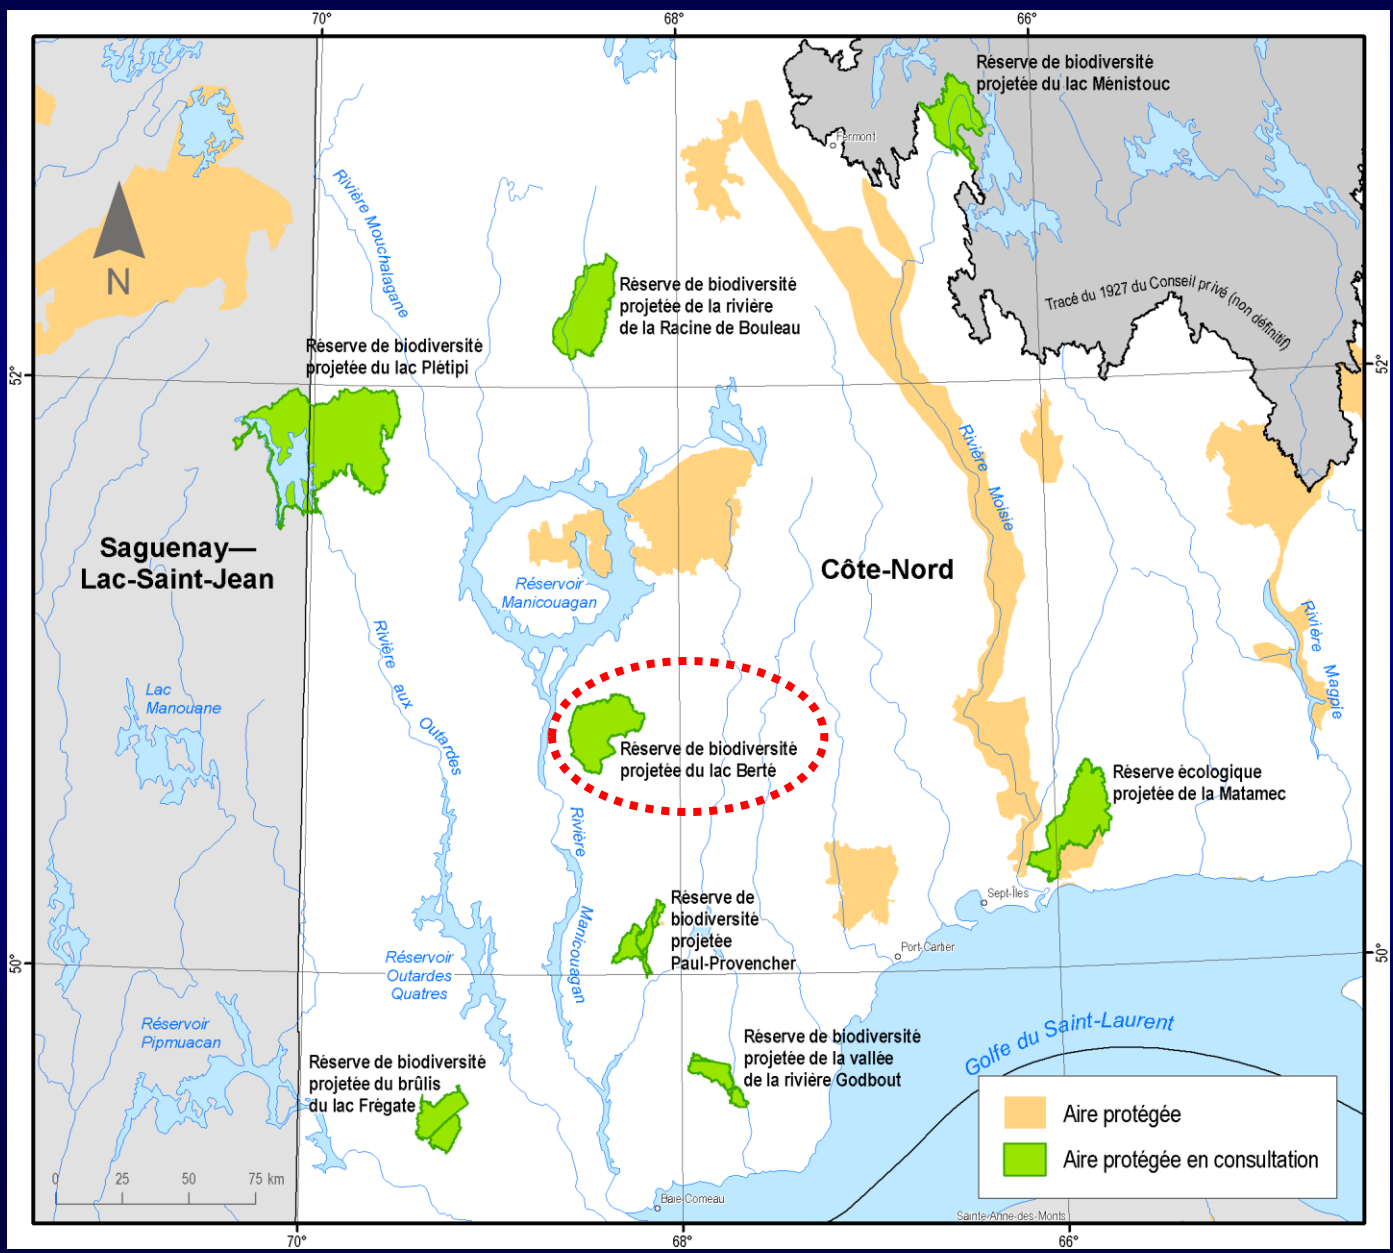 70°
68°
66°
Réserve de biodiversité
projetée du lac Ménistouc
Fermont
Rivière Mouchalagane
N
Réserve de biodiversité
projetée de la rivière
de la Racine de Bouleau
Tracé du 1927 du Conseil privé (non définitif)
Réserve de biodiversité
projetée du lac Plétipi
52°
52°
Rivière Moisie
Saguenay—
Lac-Saint-Jean
Côte-Nord
Réservoir
Manicouagan
Rivière aux Outardes
Rivière Magpie
Lac
Manouane
Réserve de biodiversité
projetée du lac Berté
Réserve écologique
projetée de la Matamec
Rivière Manicouagan
Réserve de
biodiversité
projetée
Paul-Provencher
Sept-Îles
Port-Cartier
50°
50°
Réservoir
Outardes
Quatres
Réservoir
Pipmuacan
Réserve de biodiversité
projetée de la vallée
de la rivière Godbout
Golfe du Saint-Laurent
Réserve de biodiversité
projetée du brûlis
du lac Frégate
Aire protégée
Aire protégée en consultation
0 25 50 75 km
Baie-Comeau
Sainte-Anne-des-Monts
70°
68°
66°